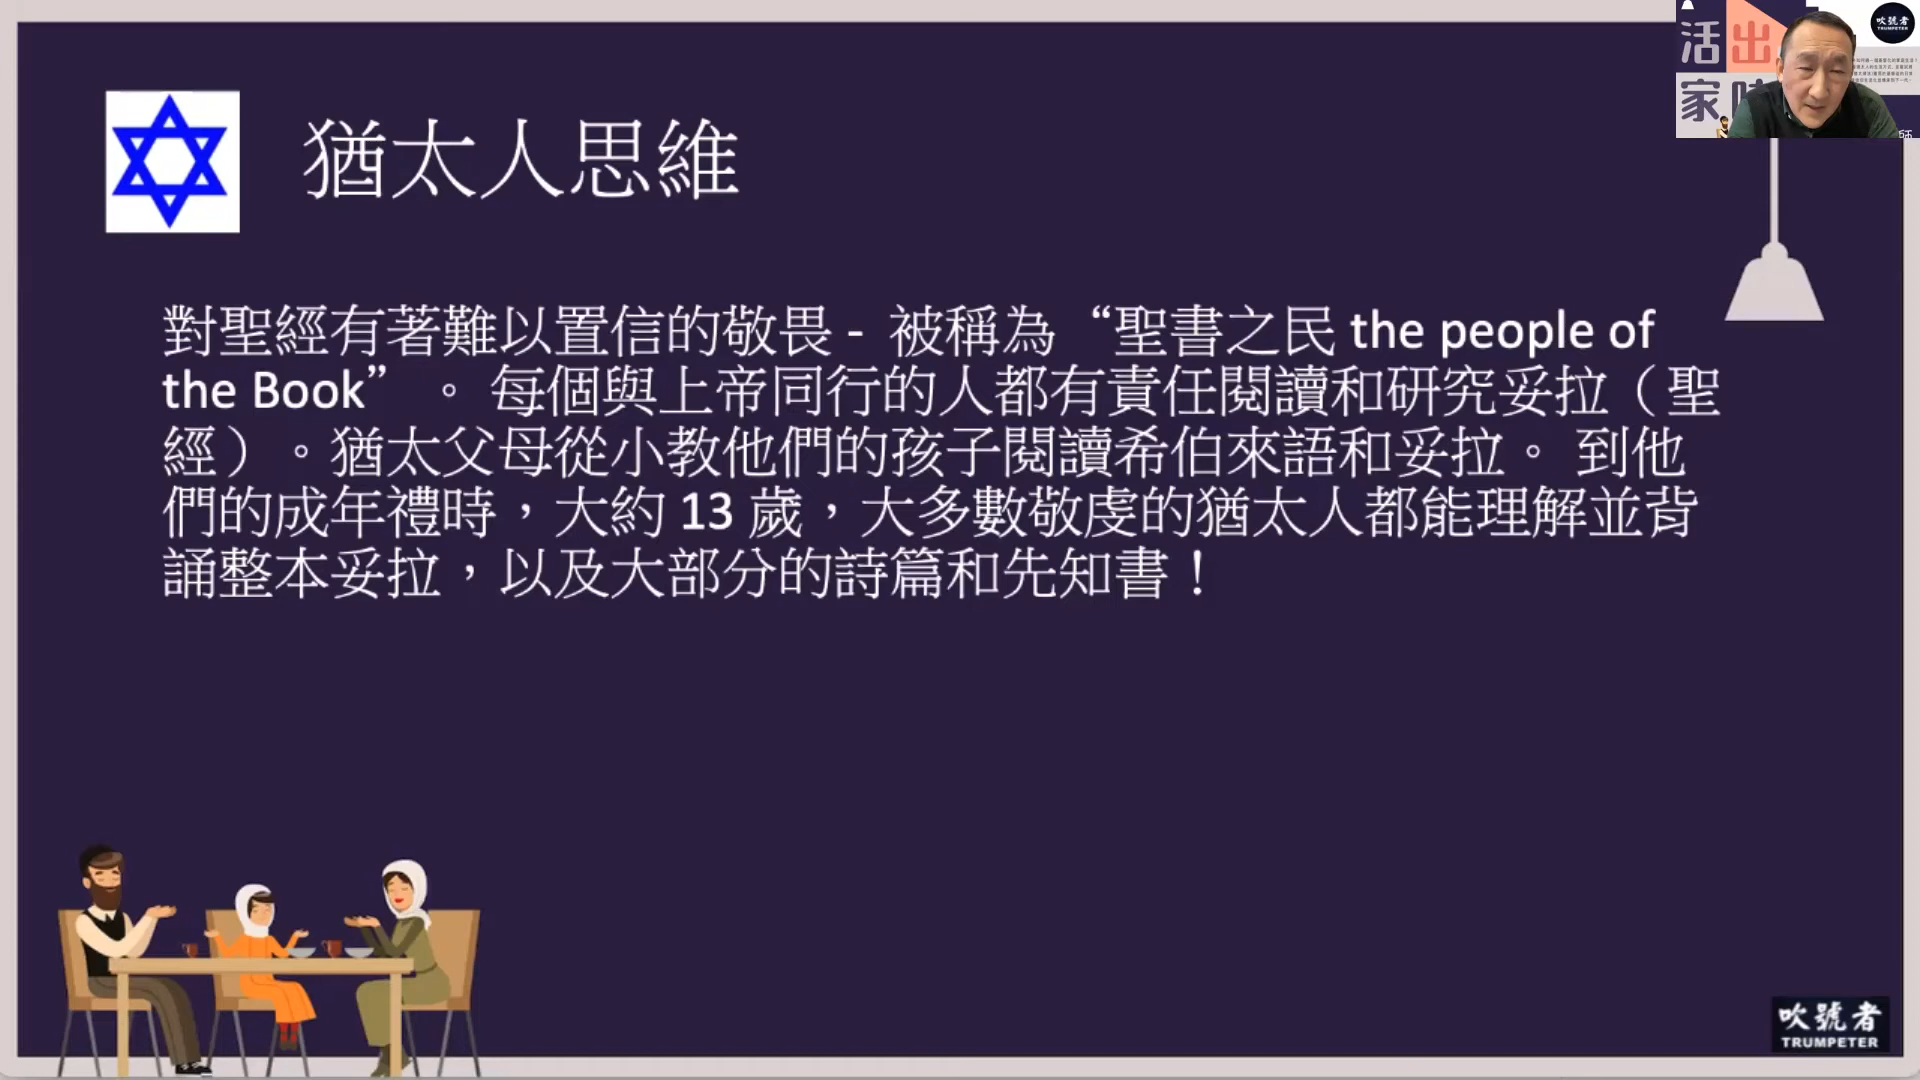 猶太人思維
對聖經有著難以置信的敬畏 - 被稱為“聖書之民 the people of
the Book”。 每個與上帝同行的人都有責任閱讀和研究妥拉（聖
經）。猶太父母從小教他們的孩子閱讀希伯來語和妥拉。 到他
們的成年禮時，大約 13 歲，大多數敬虔的猶太人都能理解並背
誦整本妥拉，以及大部分的詩篇和先知書！
活出
家
吹號者
TRUMPETER
師
吹號者
TRUMPETER